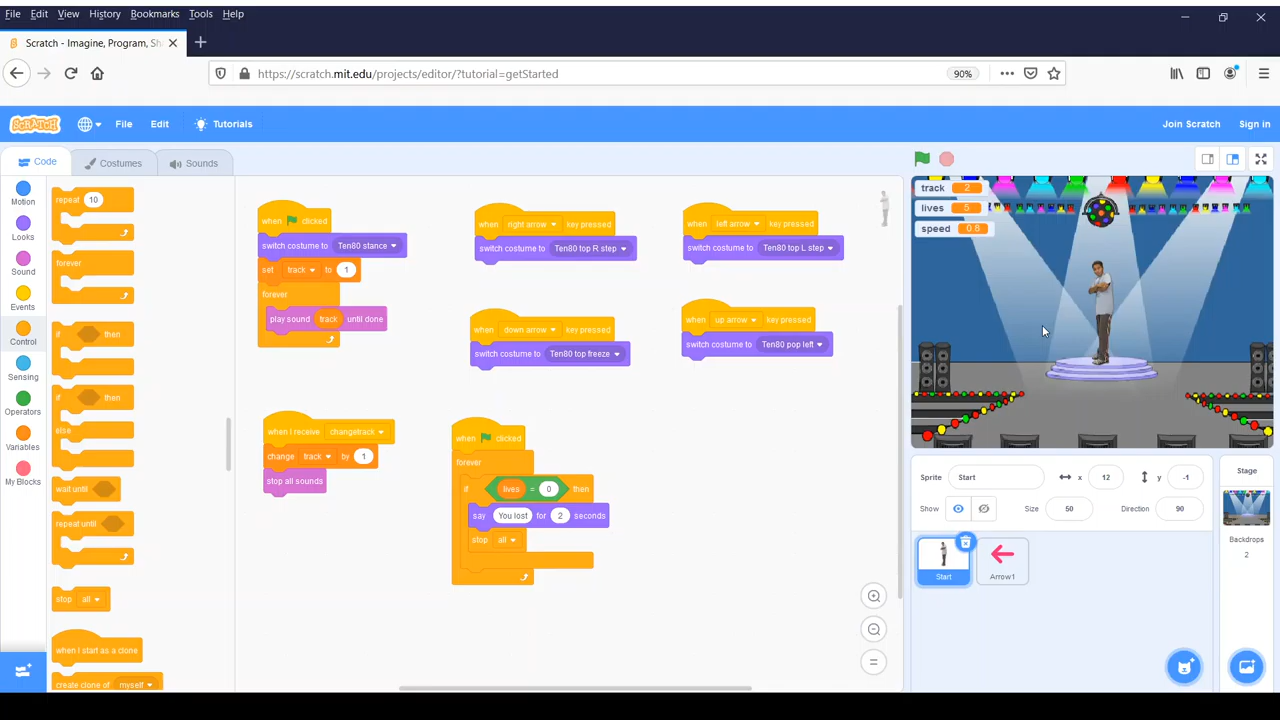 File Edit View History Bookmarks Tools Help
Scratch - Imagine, Program, Sh
https://scratch.mit.edu/projects/editor/?tutorial=getStarted
90%
SCRATCH File Edit Tutorials Join Scratch Sign in
Code Costumes Sounds
Motion
Looks
Sound
Events
Control
Sensing
Operators
Variables
My Blocks
repeat 10
forever
if then
if then
else
wait until
repeat until
stop all
when I start as a clone
create clone of myself
when clicked
switch costume to Ten80 stance
set track to 1
forever
play sound track until done
when right arrow key pressed
switch costume to Ten80 top R step
when left arrow key pressed
switch costume to Ten80 top L step
when down arrow key pressed
switch costume to Ten80 top freeze
when up arrow key pressed
switch costume to Ten80 pop left
when I receive changetrack
change track by 1
stop all sounds
when clicked
forever
if lives = 0 then
say You lost for 2 seconds
stop all
track 2
lives 5
speed 0.8
Sprite Start x 12 y -1
Show Size 50 Direction 90
Start
Arrow1
Stage
Backdrops
2